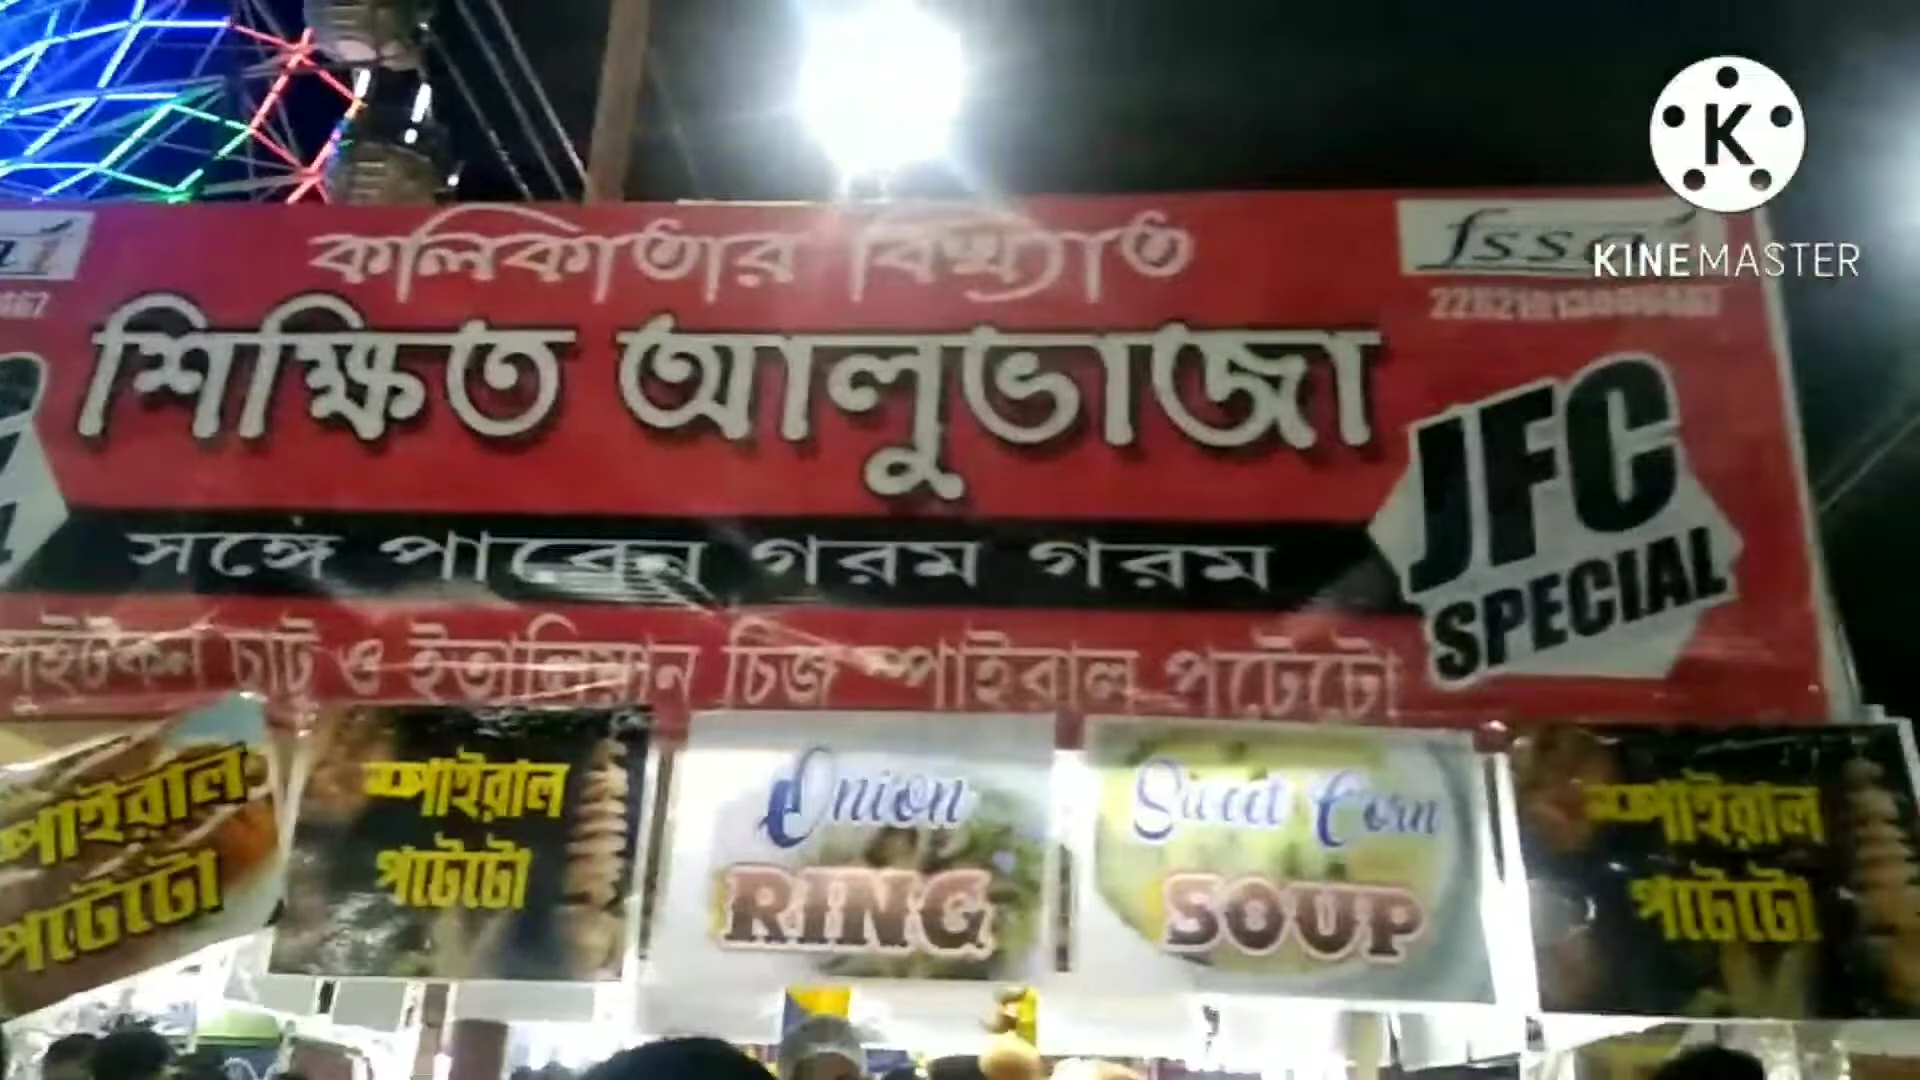 KINEMASTER
কলিকাতার বিখ্যাত
fssai
শিক্ষিত আলুভাজা
JFC
SPECIAL
সঙ্গে পাবেন গরম গরম
সুইটকর্ন চাট ও ইতালিয়ান চিজ স্পাইরাল পটেটো
স্পাইরাল
পটেটো
স্পাইরাল
পটেটো
Onion
RING
Sweet Corn
SOUP
স্পাইরাল
পটেটো